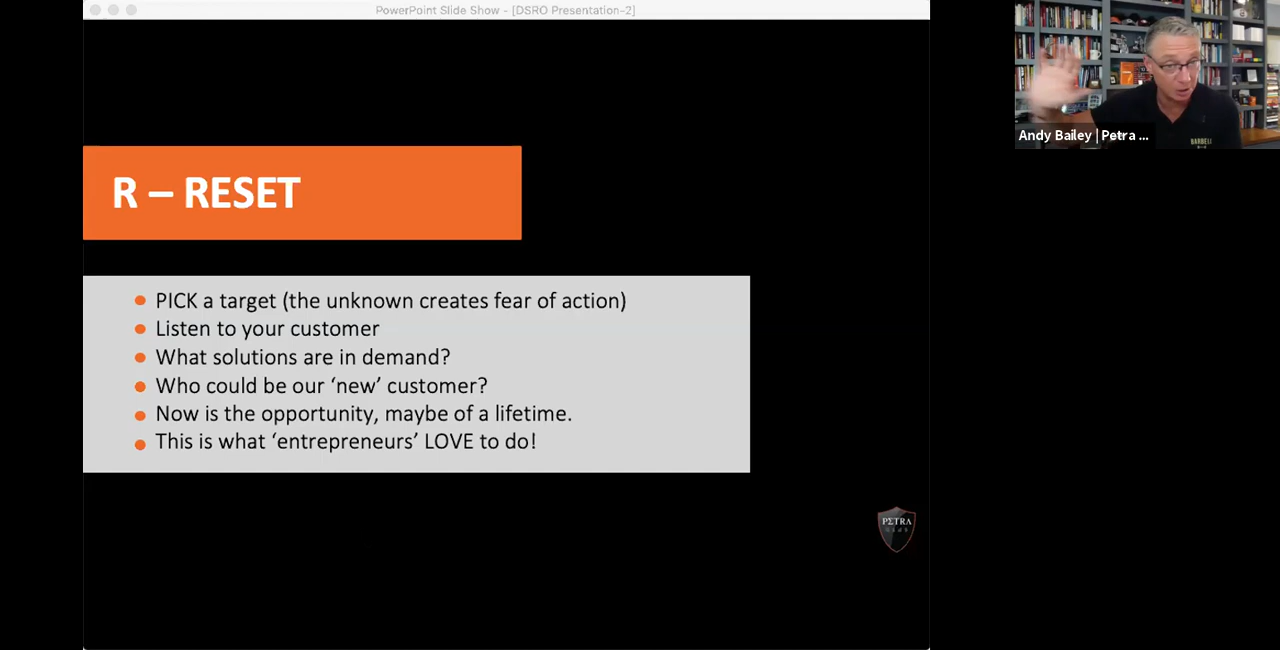 PowerPoint Slide Show - [DSRO Presentation-2]
Andy Bailey | Petra ...
BARBELL
R – RESET
PICK a target (the unknown creates fear of action)
Listen to your customer
What solutions are in demand?
Who could be our ‘new’ customer?
Now is the opportunity, maybe of a lifetime.
This is what ‘entrepreneurs’ LOVE to do!
PETRA